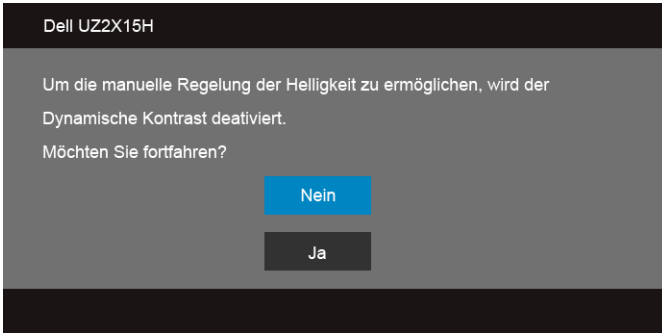 Dell UZ2X15H
Um die manuelle Regelung der Helligkeit zu ermöglichen, wird der
Dynamische Kontrast deativiert.
Möchten Sie fortfahren?
Nein
Ja